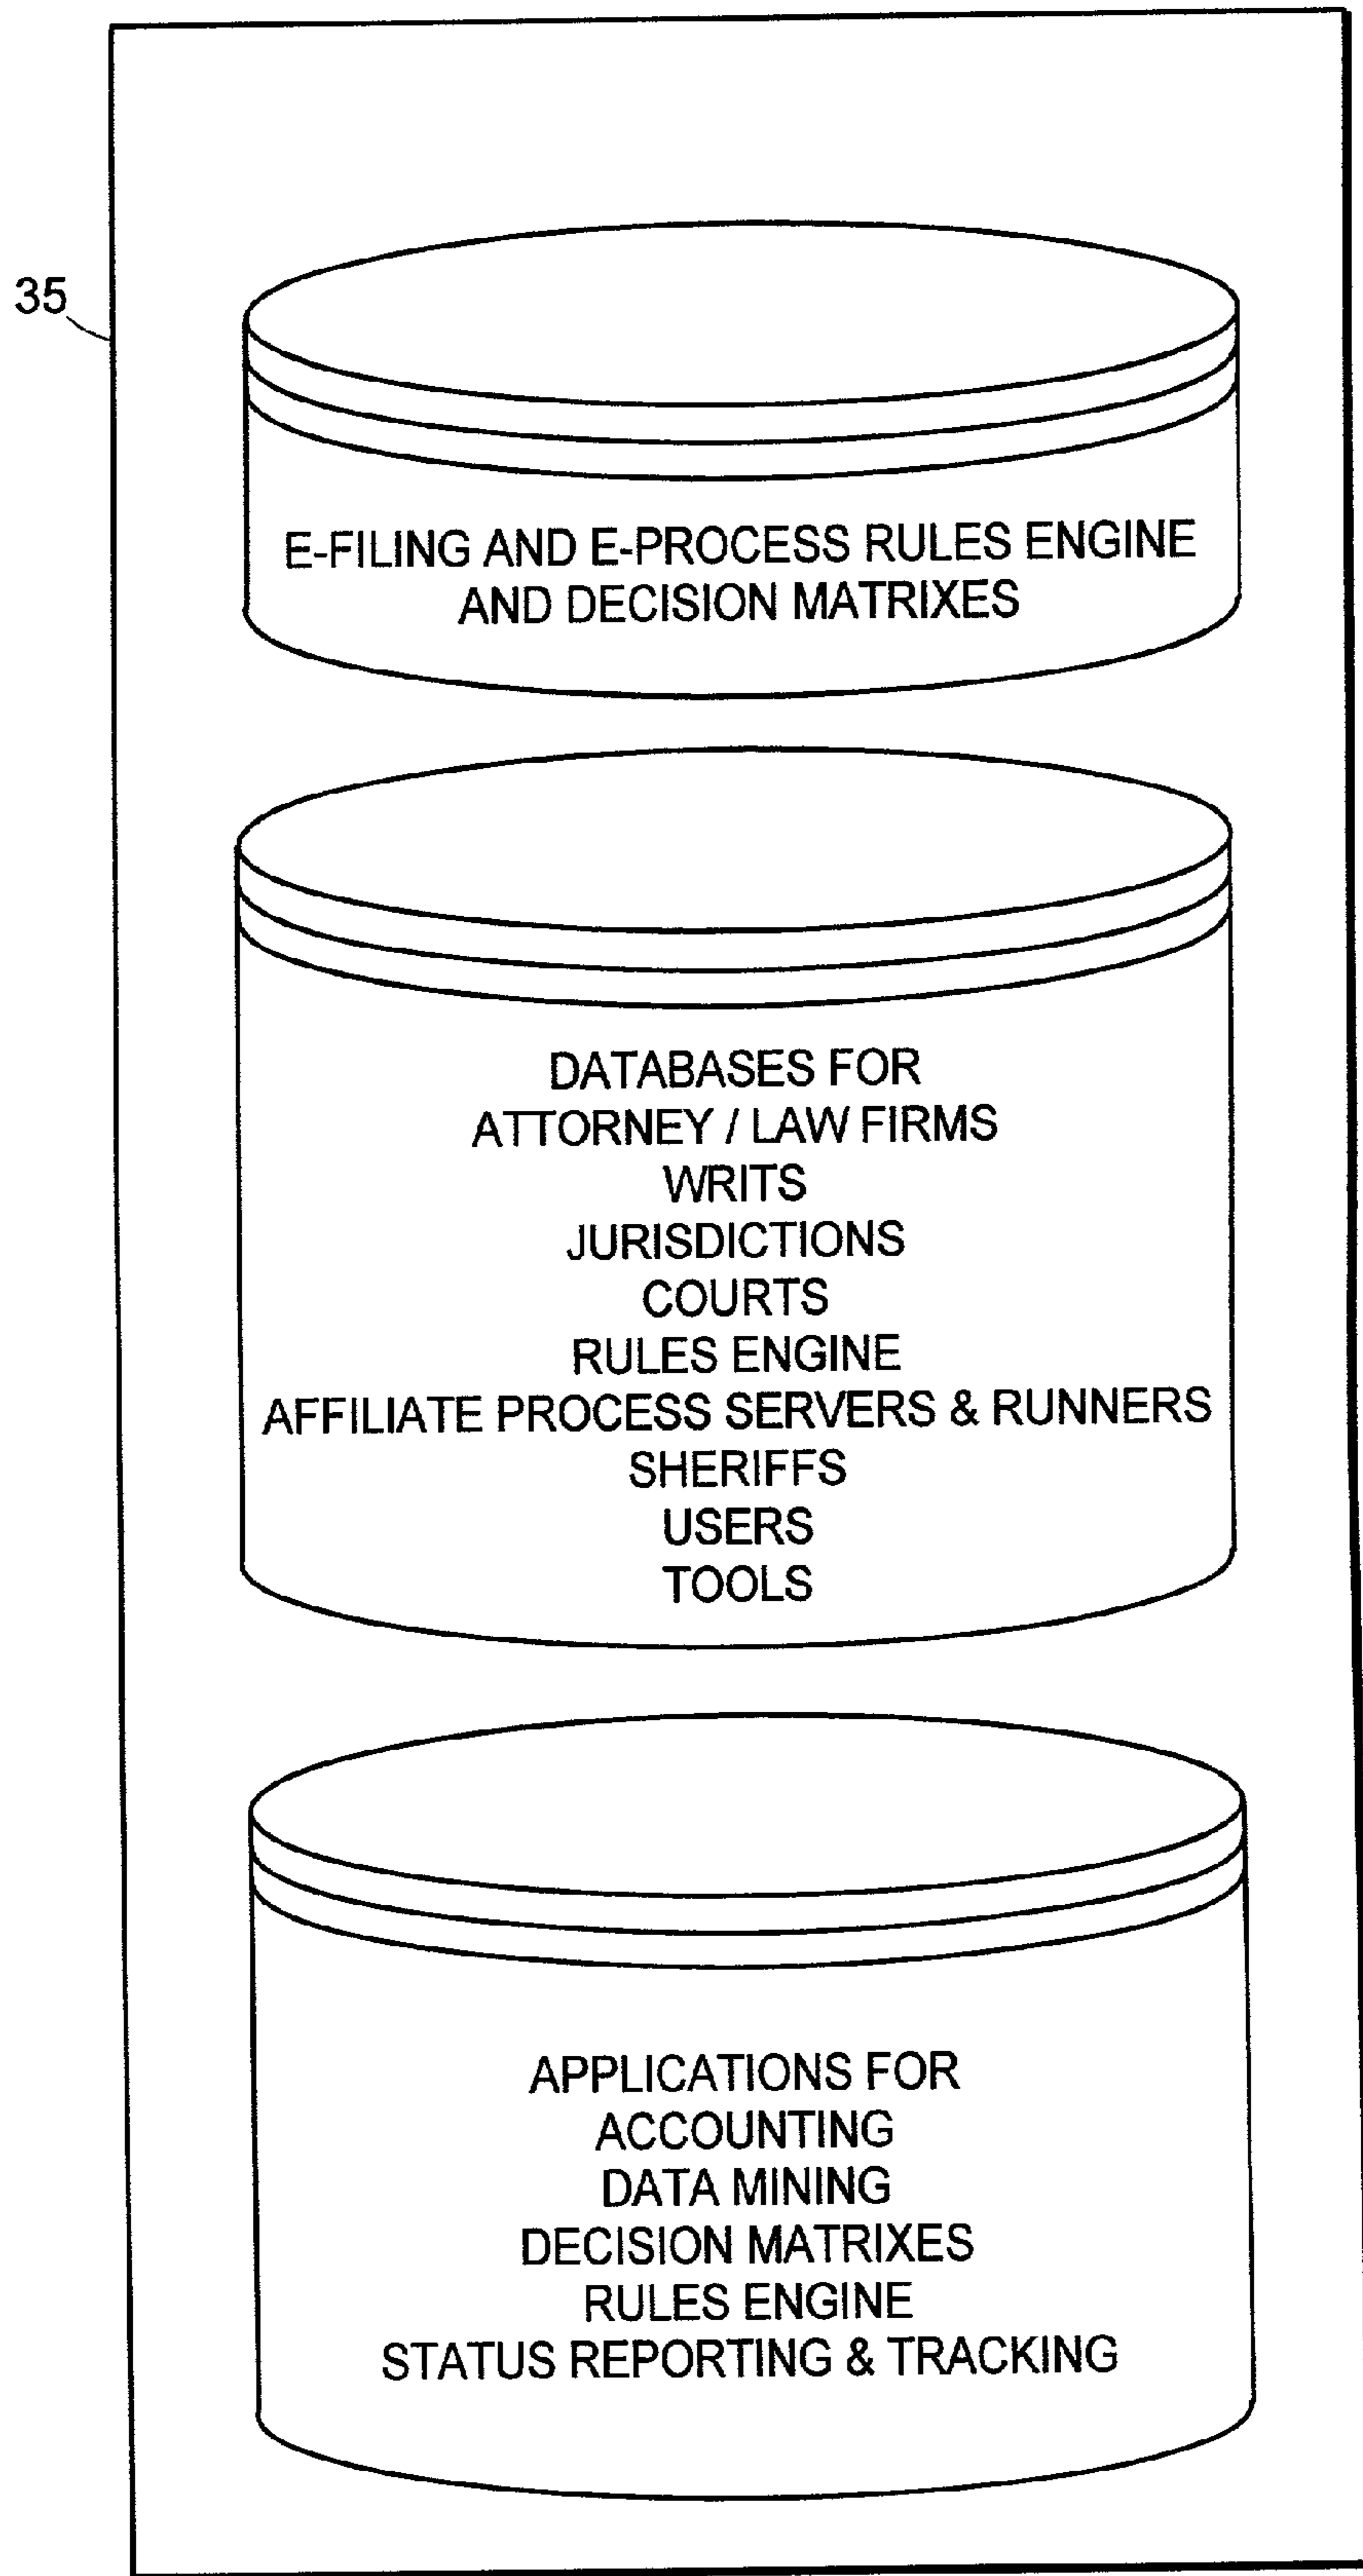 35
E-FILING AND E-PROCESS RULES ENGINE
AND DECISION MATRIXES
DATABASES FOR
ATTORNEY / LAW FIRMS
WRITS
JURISDICTIONS
COURTS
RULES ENGINE
AFFILIATE PROCESS SERVERS & RUNNERS
SHERIFFS
USERS
TOOLS
APPLICATIONS FOR
ACCOUNTING
DATA MINING
DECISION MATRIXES
RULES ENGINE
STATUS REPORTING & TRACKING